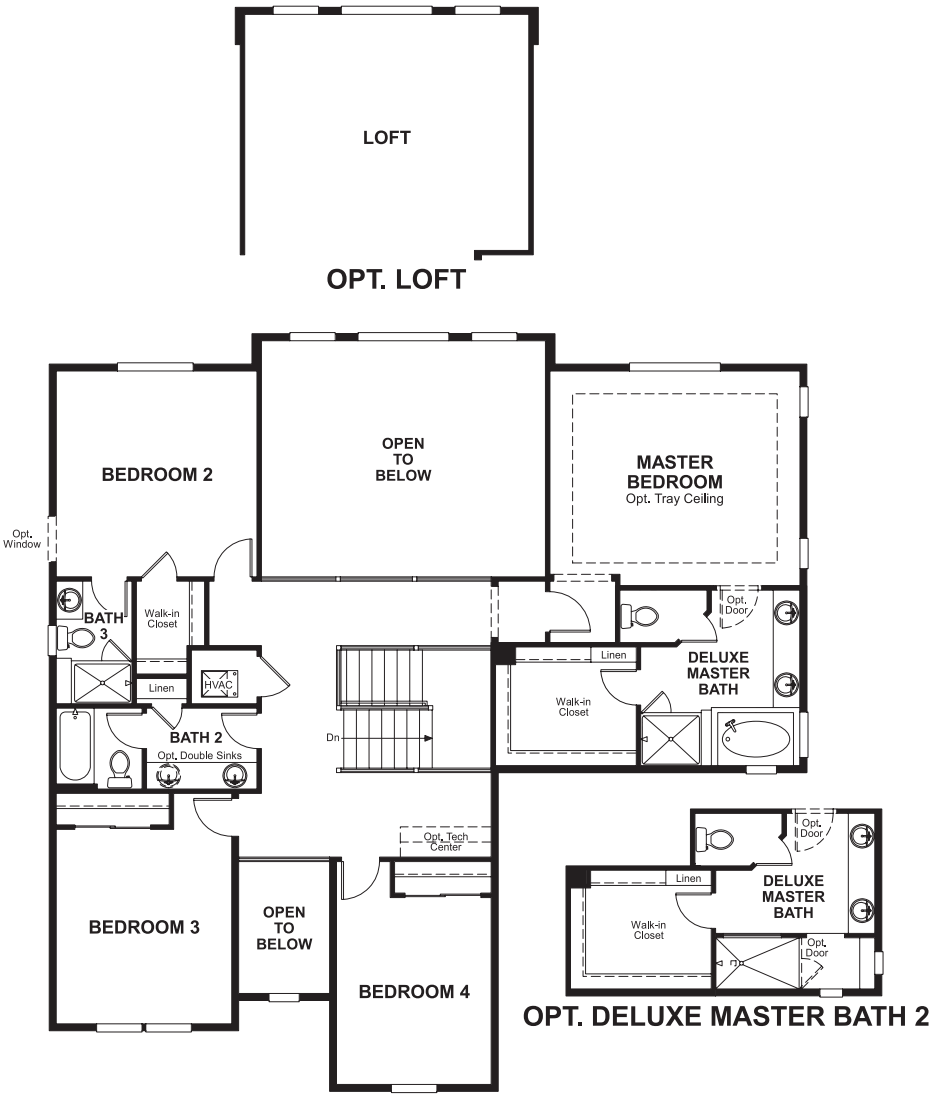 LOFT
OPT. LOFT
OPEN
TO
BELOW
BEDROOM 2
MASTER
BEDROOM
Opt. Tray Ceiling
Opt.
Window
BATH
3
Walk-in
Closet
Opt.
Door
Linen
DELUXE
MASTER
BATH
HVAC
Linen
Walk-in
Closet
BATH 2
Opt. Double Sinks
Dn
Opt. Tech
Center
Opt.
Door
Linen
DELUXE
MASTER
BATH
BEDROOM 3
OPEN
TO
BELOW
Walk-in
Closet
Opt.
Door
BEDROOM 4
OPT. DELUXE MASTER BATH 2